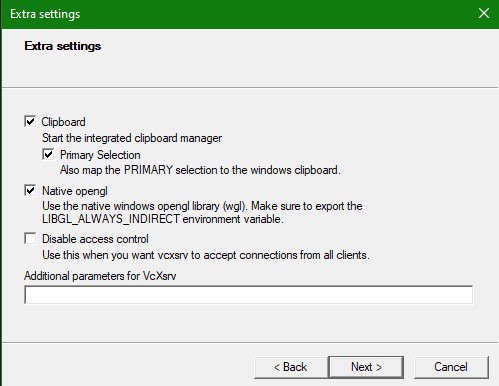 Extra settings
Extra settings
Clipboard
Start the integrated clipboard manager
Primary Selection
Also map the PRIMARY selection to the windows clipboard.
Native opengl
Use the native windows opengl library (wgl). Make sure to export the
LIBGL_ALWAYS_INDIRECT environment variable.
Disable access control
Use this when you want vcxsrv to accept connections from all clients.
Additional parameters for VcXsrv
< Back
Next >
Cancel